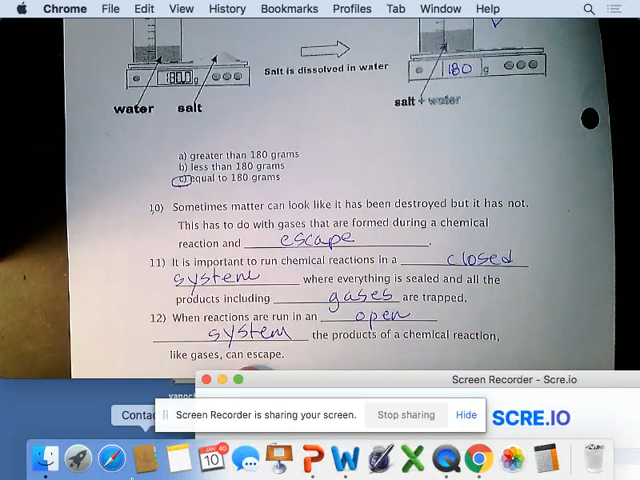 Chrome File Edit View History Bookmarks Profiles Tab Window Help
180.0 g
180 g
Salt is dissolved in water
water salt
salt + water
a) greater than 180 grams
b) less than 180 grams
c) equal to 180 grams
10) Sometimes matter can look like it has been destroyed but it has not.
This has to do with gases that are formed during a chemical
reaction and escape.
11) It is important to run chemical reactions in a closed
system where everything is sealed and all the
products including gases are trapped.
12) When reactions are run in an open
system the products of a chemical reaction,
like gases, can escape.
Screen Recorder - Scre.io
Contac
Screen Recorder is sharing your screen. Stop sharing Hide
SCRE.IO
JAN 40
10